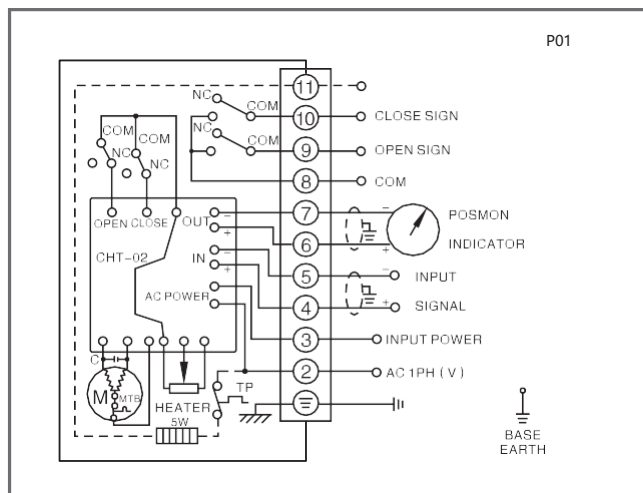 P01
11
NC
COM
10
CLOSE SIGN
COM
NC
COM
9
OPEN SIGN
COM
NC
NC
8
COM
OPEN CLOSE
OUT
−
+
7
−
POSMON
6
+
INDICATOR
CHT-02
IN
−
+
5
−
INPUT
4
+
SIGNAL
AC POWER
3
INPUT POWER
2
AC 1PH ( V )
C
M
MTB
HEATER
5W
TP
BASE
EARTH